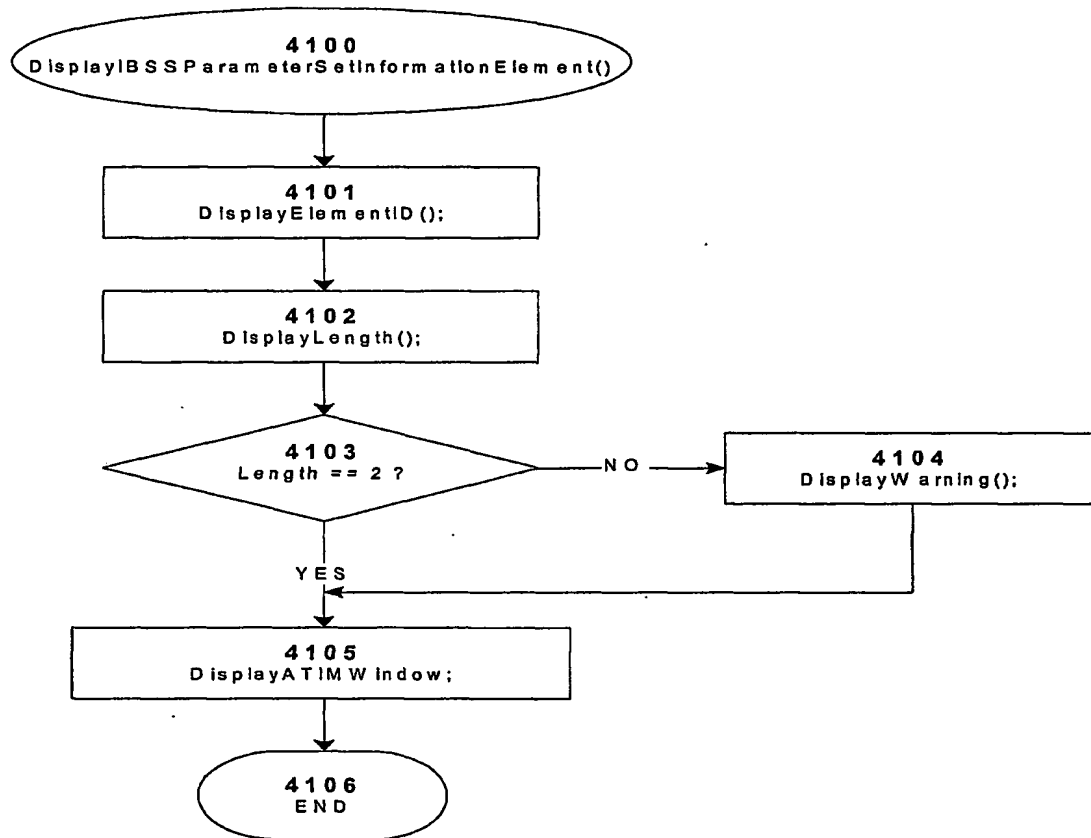 4100
DisplayIBSSParameterSetInformationElement()
4101
DisplayElementID();
4102
DisplayLength();
4103
Length == 2 ?
NO
4104
DisplayWarning();
YES
4105
DisplayATIMWindow;
4106
END